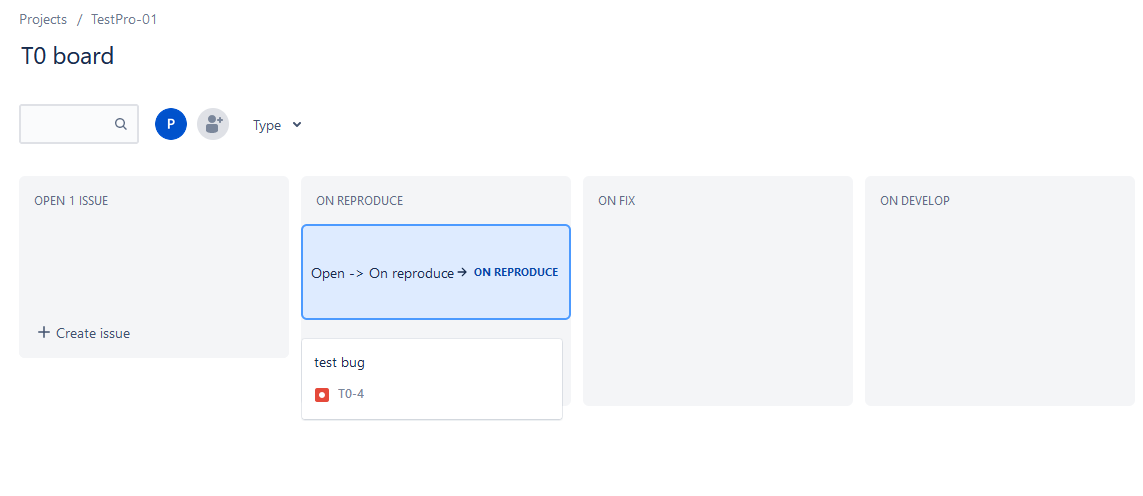 Projects / TestPro-01
T0 board
P
Type
OPEN 1 ISSUE
ON REPRODUCE
ON FIX
ON DEVELOP
Open -> On reproduce → ON REPRODUCE
+ Create issue
test bug
T0-4